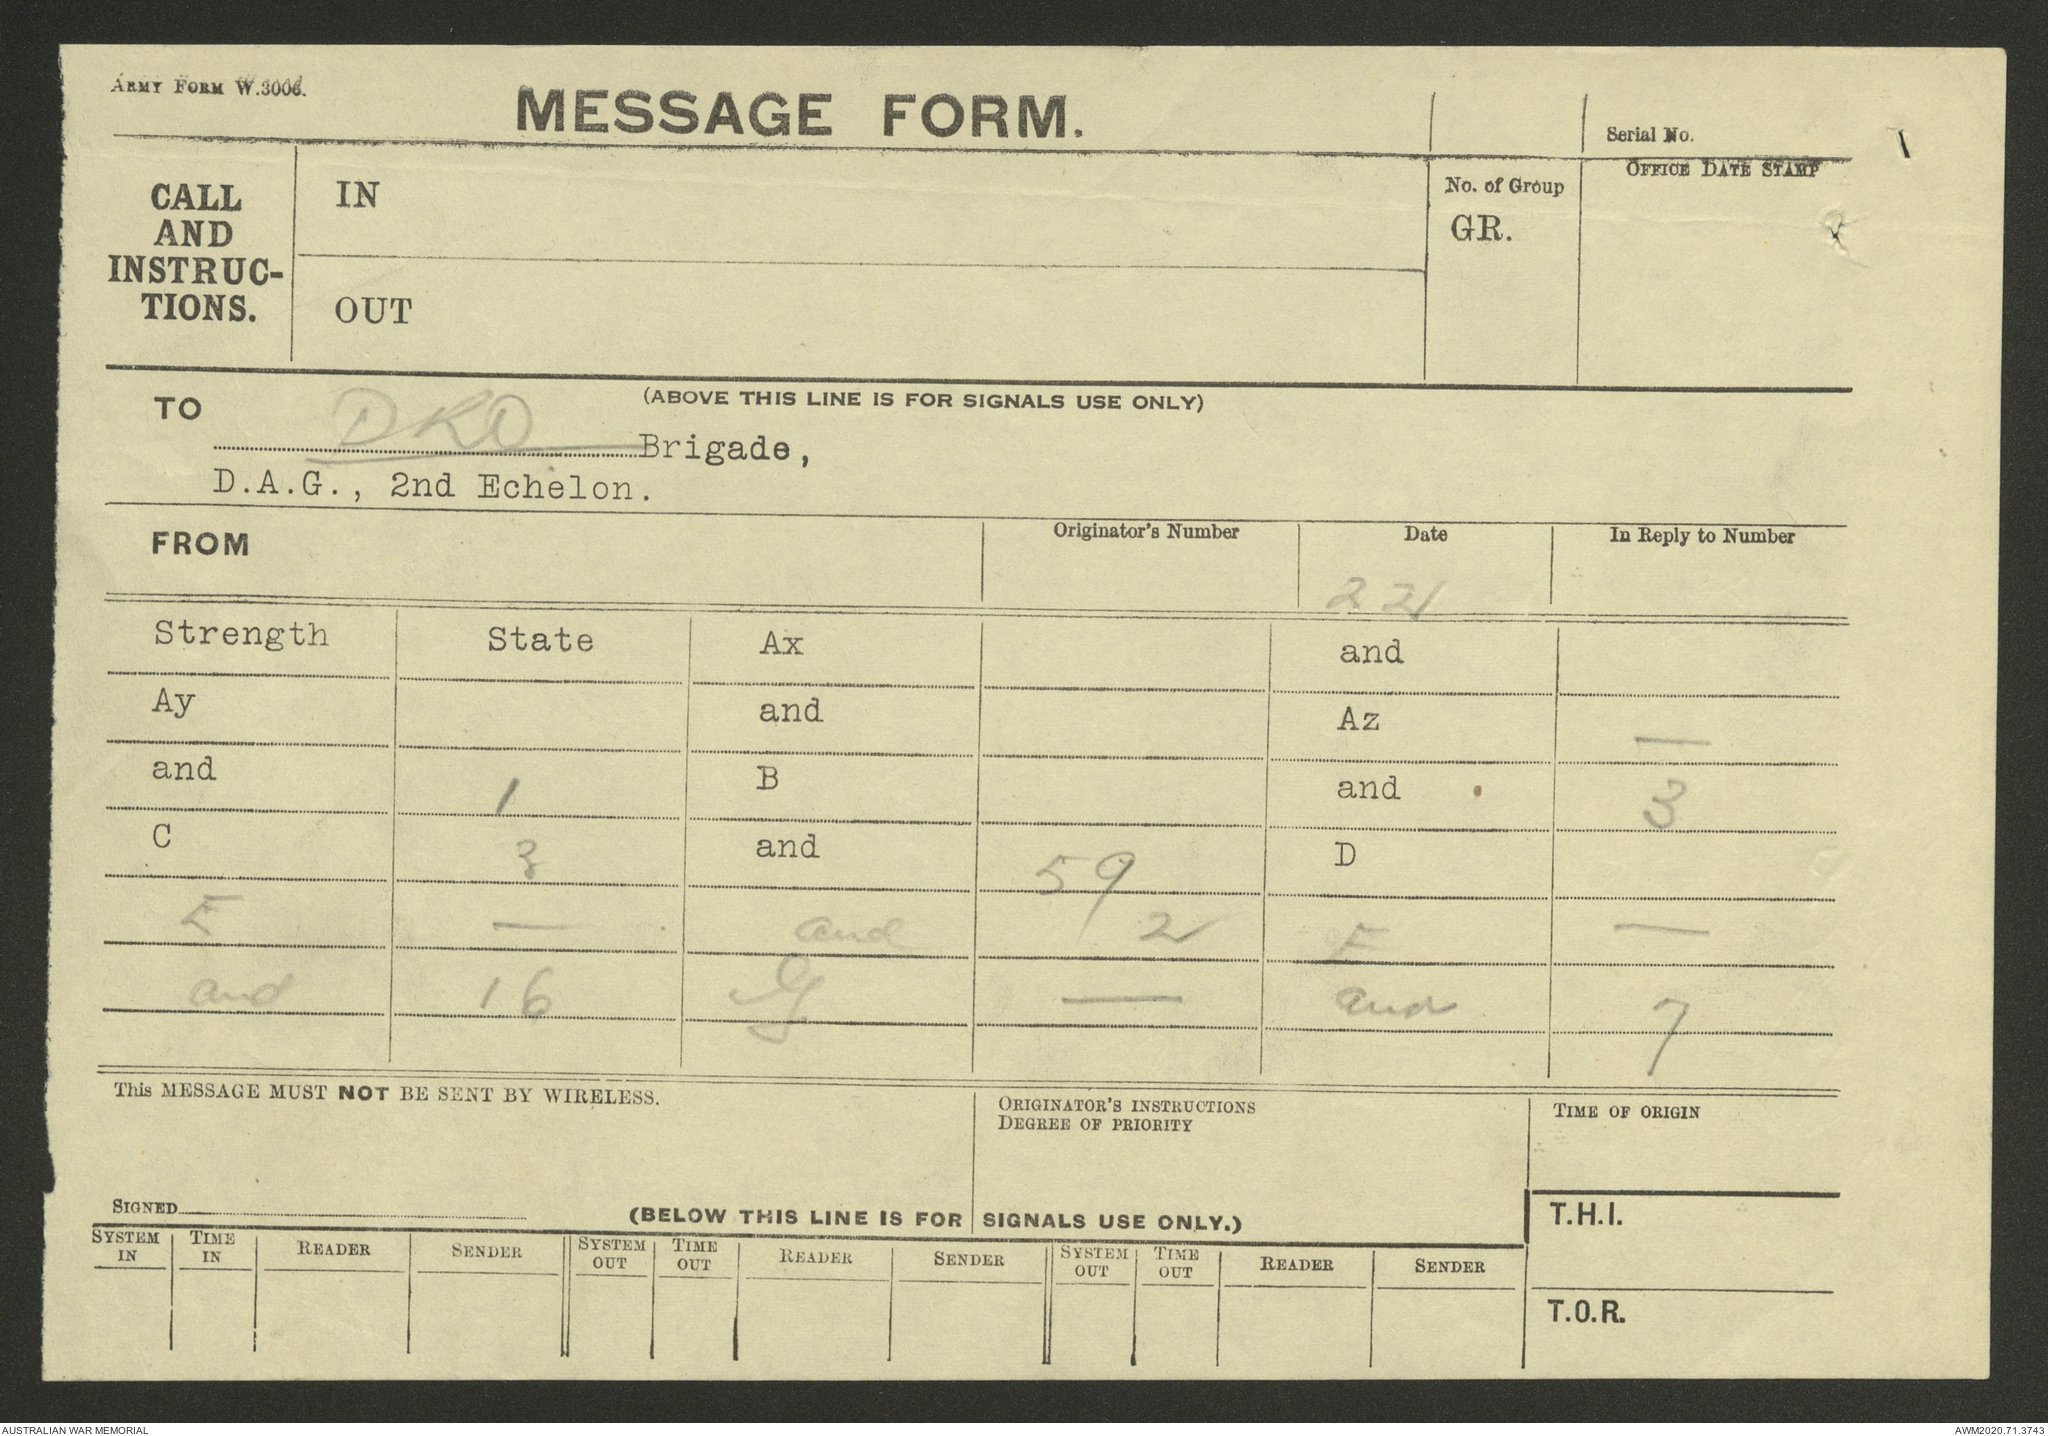 ARMY FORM W.3006.
MESSAGE FORM.
Serial No.
CALL
AND
INSTRUC-
TIONS.
IN
OUT
No. of Group
GR.
OFFICE DATE STAMP
(ABOVE THIS LINE IS FOR SIGNALS USE ONLY)
TO DKO Brigade,
D.A.G., 2nd Echelon.
FROM Originator's Number Date In Reply to Number
Strength State Ax and
Ay and Az —
and 1 B and 3
C 3 and 59 D
E — and 2 F —
and 16 G — and 7
This MESSAGE MUST NOT BE SENT BY WIRELESS.
ORIGINATOR'S INSTRUCTIONS
DEGREE OF PRIORITY
TIME OF ORIGIN
SIGNED
(BELOW THIS LINE IS FOR SIGNALS USE ONLY.)
T.H.I.
SYSTEM IN TIME IN READER SENDER SYSTEM OUT TIME OUT READER SENDER SYSTEM OUT TIME OUT READER SENDER
T.O.R.
AUSTRALIAN WAR MEMORIAL
AWM2020.71.3743